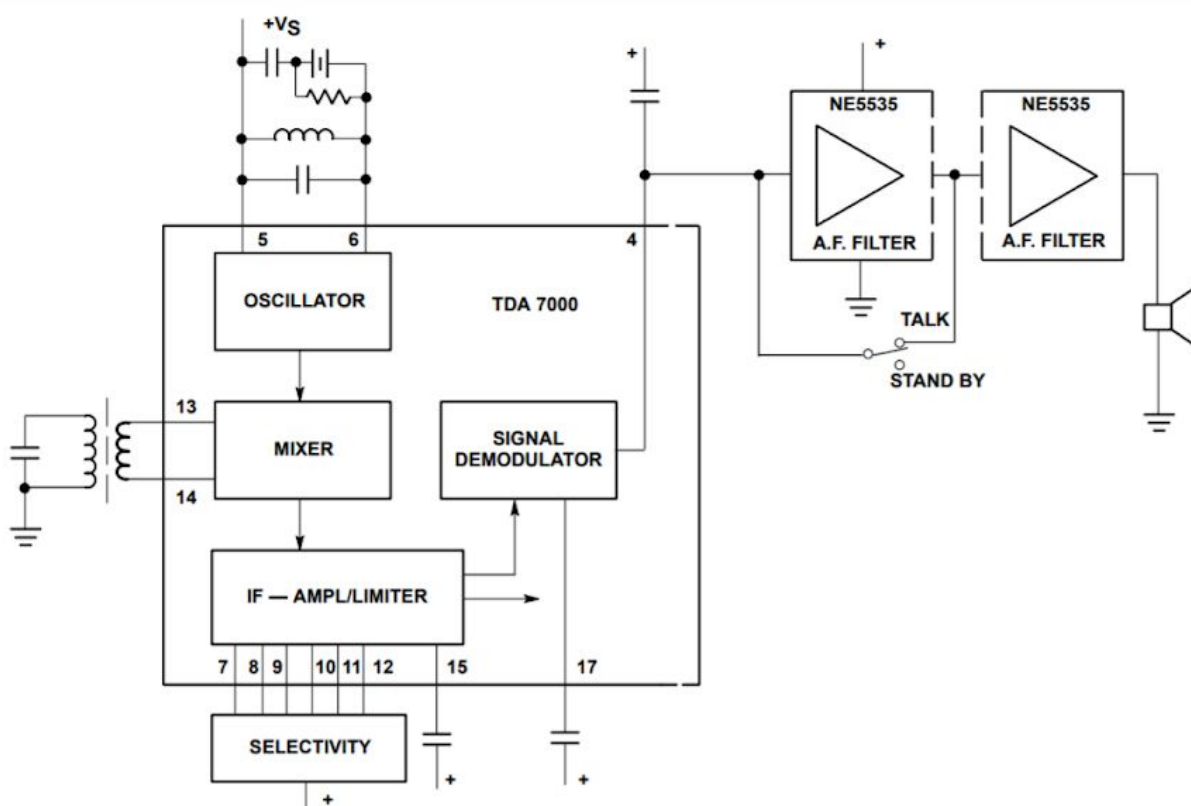 +VS
+
+
NE5535
NE5535
A.F. FILTER
A.F. FILTER
5
6
4
OSCILLATOR
TDA 7000
TALK
STAND BY
13
14
MIXER
SIGNAL
DEMODULATOR
IF — AMPL/LIMITER
7
8
9
10
11
12
15
17
SELECTIVITY
+
+
+